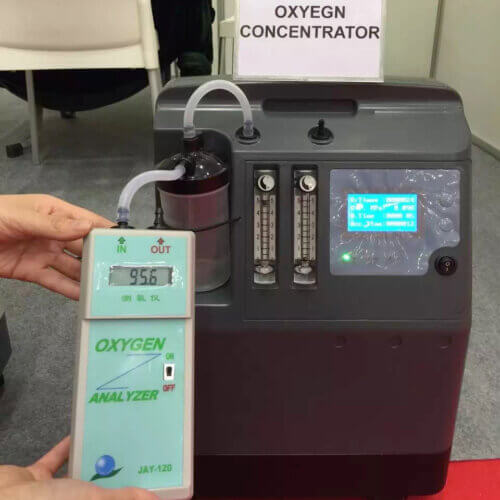 OXYEGN
CONCENTRATOR
IN
OUT
95.6
测氧仪
OXYGEN
ON
OFF
ANALYZER
JAY-120